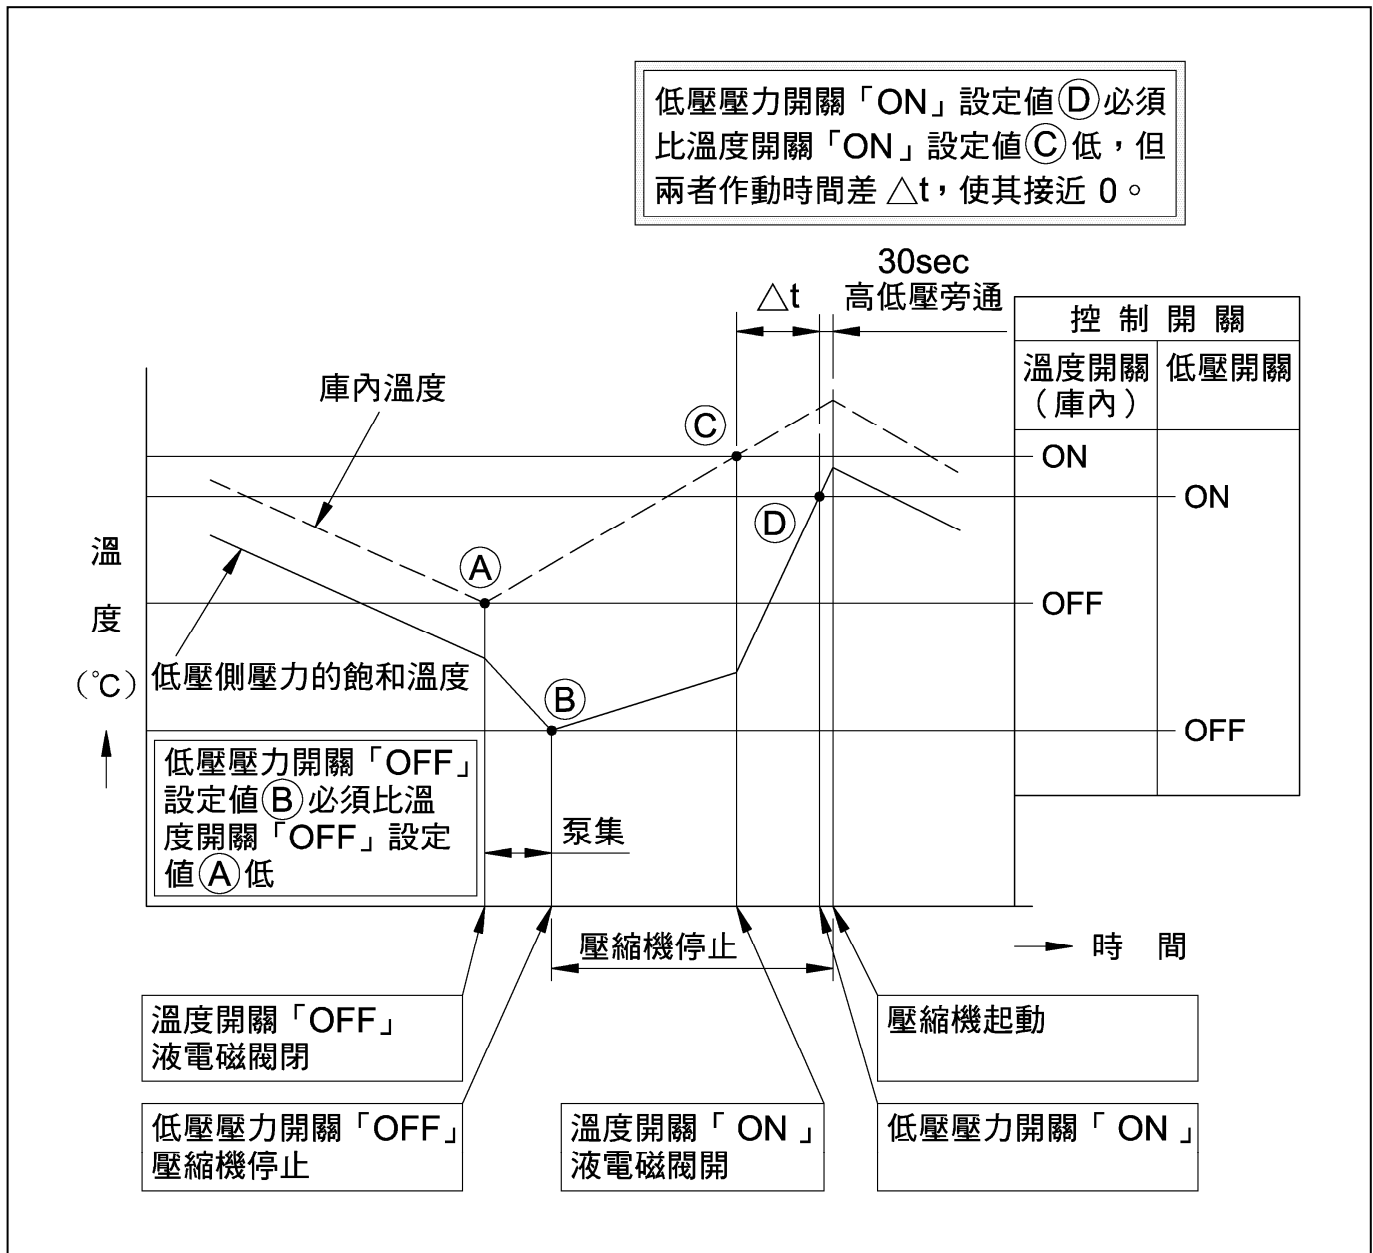 低壓壓力開關「ON」設定值Ⓓ必須
比溫度開關「ON」設定值Ⓒ低，但
兩者作動時間差 △t，使其接近 0。
30sec
高低壓旁通
△t
控制開關
溫度開關
（庫內）
低壓開關
庫內溫度
Ⓒ
ON
ON
Ⓓ
Ⓐ
OFF
溫
度
（℃）
低壓側壓力的飽和溫度
Ⓑ
OFF
低壓壓力開關「OFF」
設定值Ⓑ必須比溫
度開關「OFF」設定
值Ⓐ低
泵集
壓縮機停止
時 間
溫度開關「OFF」
液電磁閥閉
壓縮機起動
低壓壓力開關「OFF」
壓縮機停止
溫度開關「 ON 」
液電磁閥開
低壓壓力開關「 ON 」